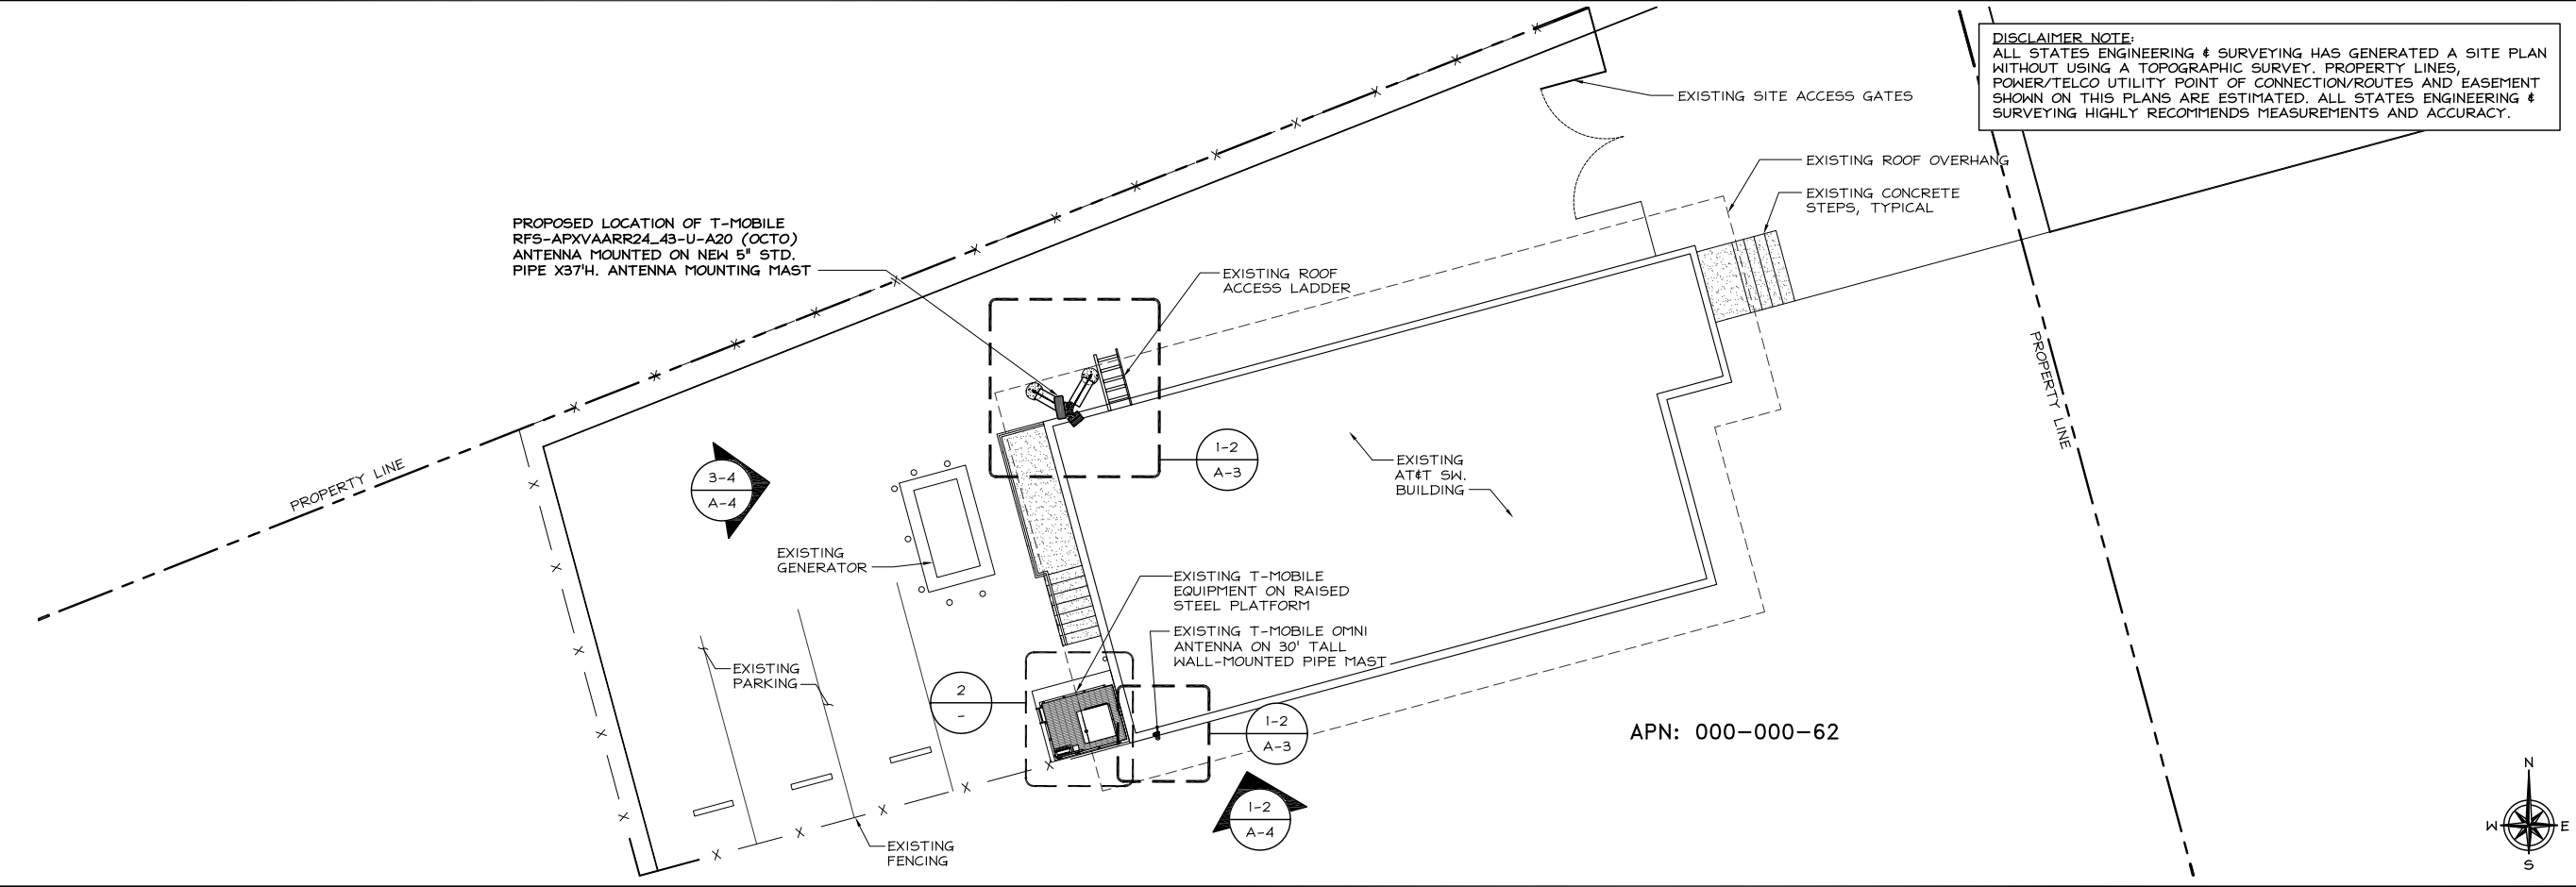 DISCLAIMER NOTE:
ALL STATES ENGINEERING & SURVEYING HAS GENERATED A SITE PLAN
WITHOUT USING A TOPOGRAPHIC SURVEY. PROPERTY LINES,
POWER/TELCO UTILITY POINT OF CONNECTION/ROUTES AND EASEMENT
SHOWN ON THIS PLANS ARE ESTIMATED. ALL STATES ENGINEERING &
SURVEYING HIGHLY RECOMMENDS MEASUREMENTS AND ACCURACY.
EXISTING SITE ACCESS GATES
EXISTING ROOF OVERHANG
EXISTING CONCRETE
STEPS, TYPICAL
PROPOSED LOCATION OF T-MOBILE
RFS-APXVAARR24_43-U-A20 (OCTO)
ANTENNA MOUNTED ON NEW 5" STD.
PIPE X37'H. ANTENNA MOUNTING MAST
EXISTING ROOF
ACCESS LADDER
PROPERTY LINE
PROPERTY LINE
3-4
A-4
1-2
A-3
EXISTING
AT&T SW.
BUILDING
EXISTING
GENERATOR
EXISTING T-MOBILE
EQUIPMENT ON RAISED
STEEL PLATFORM
EXISTING T-MOBILE OMNI
ANTENNA ON 30' TALL
WALL-MOUNTED PIPE MAST
EXISTING
PARKING
2
-
1-2
A-3
1-2
A-4
APN: 000-000-62
EXISTING
FENCING
N
W
E
S